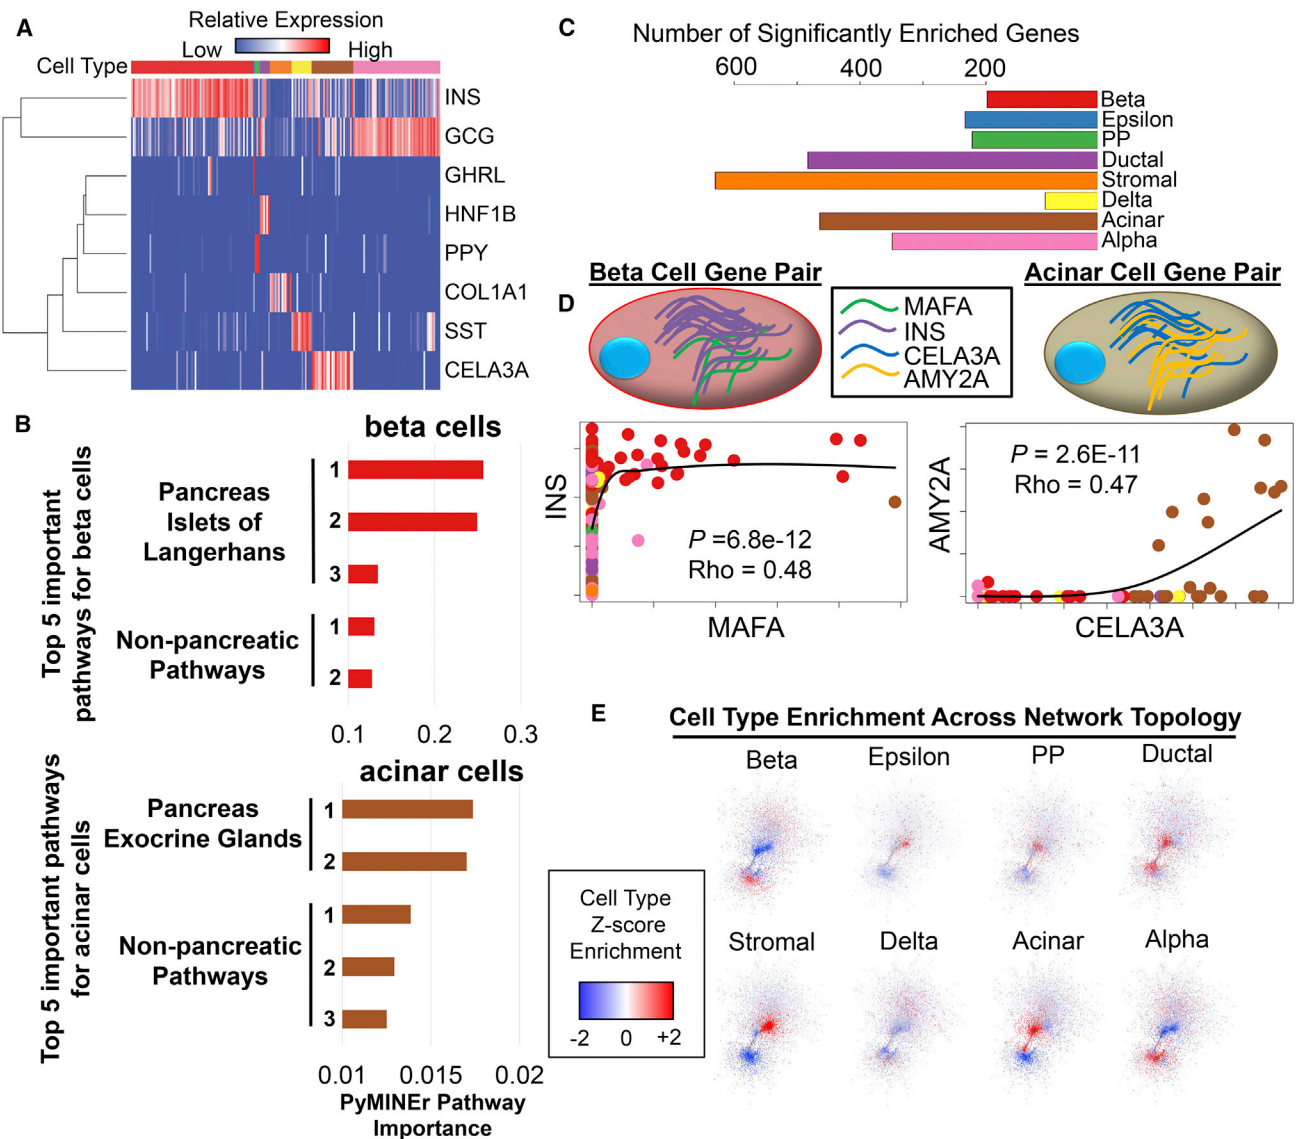 A
Relative Expression
Low
High
Cell Type
INS
GCG
GHRL
HNF1B
PPY
COL1A1
SST
CELA3A
B
beta cells
Top 5 important
pathways for beta cells
Pancreas
Islets of
Langerhans
1
2
3
Non-pancreatic
Pathways
1
2
0.1
0.2
0.3
acinar cells
Top 5 important pathways
for acinar cells
Pancreas
Exocrine Glands
1
2
Non-pancreatic
Pathways
1
2
3
0.01
0.015
0.02
PyMINEr Pathway
Importance
C
Number of Significantly Enriched Genes
600
400
200
Beta
Epsilon
PP
Ductal
Stromal
Delta
Acinar
Alpha
D
Beta Cell Gene Pair
MAFA
INS
CELA3A
AMY2A
Acinar Cell Gene Pair
INS
P =6.8e-12
Rho = 0.48
MAFA
AMY2A
P = 2.6E-11
Rho = 0.47
CELA3A
E
Cell Type Enrichment Across Network Topology
Beta
Epsilon
PP
Ductal
Cell Type
Z-score
Enrichment
-2
0
+2
Stromal
Delta
Acinar
Alpha